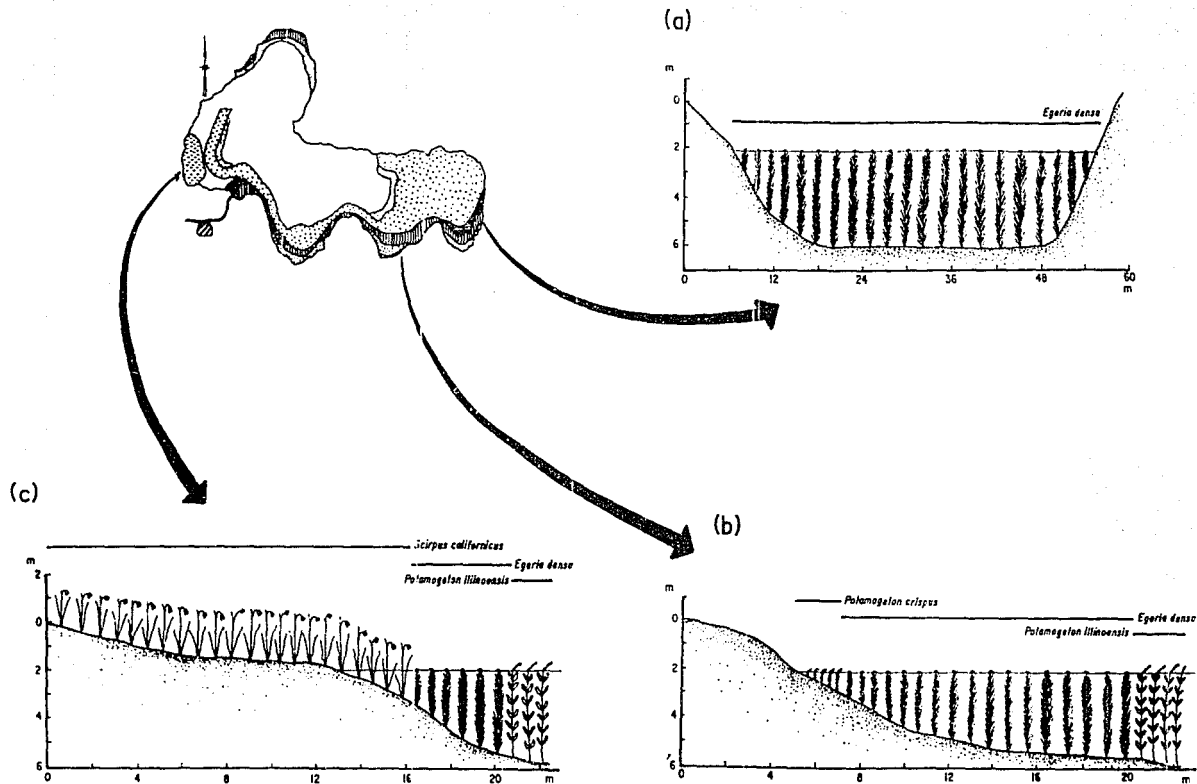 (a)
m
0
2
4
6
Egeria densa
0 12 24 36 48 60
m
(c)
Scirpus californicus
Egeria densa
Potamogeton illinoensis
m
2
0
2
4
6
0 4 8 12 16 20 m
(b)
m
0
2
4
Potamogeton crispus
Egeria densa
Potamogeton illinoensis
0 4 8 12 16 20 m